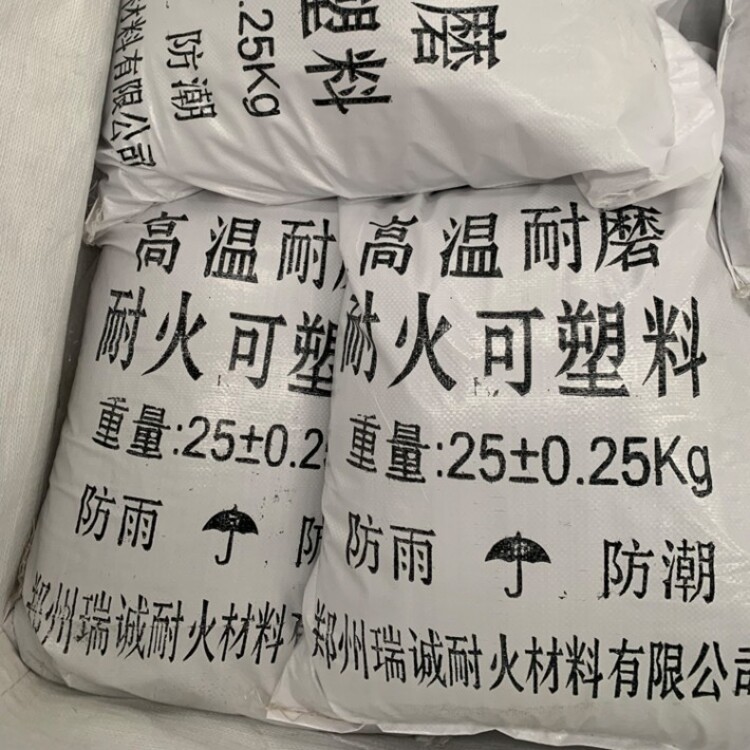 磨
塑料
.25Kg
防潮
材料有限公司
高温耐磨
耐火可塑
重量:25±0.2
防雨 防
郑州瑞诚耐火材料有
高温耐磨
耐火可塑料
重量:25±0.25Kg
防雨 防潮
郑州瑞诚耐火材料有限公司